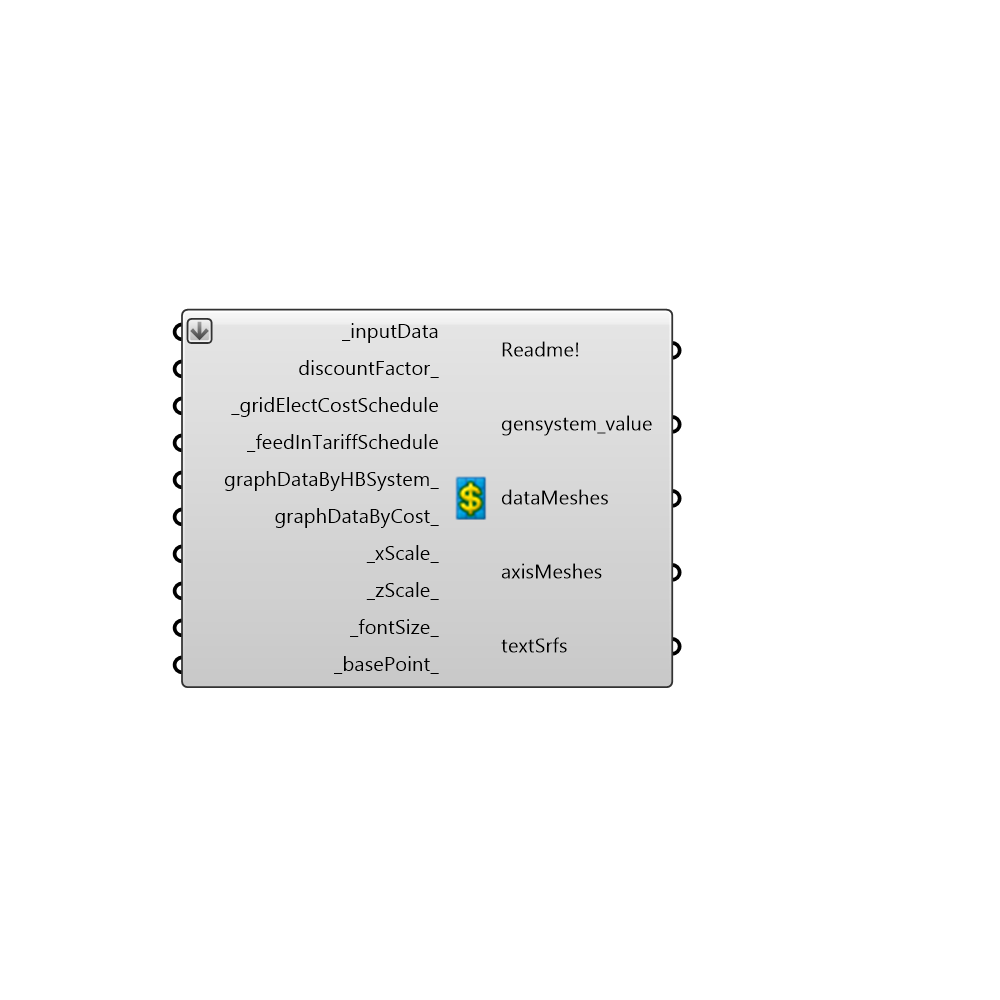 _inputData
discountFactor_
_gridElectCostSchedule
_feedInTariffSchedule
graphDataByHBSystem_
graphDataByCost_
_xScale_
_zScale_
_fontSize_
_basePoint_
$
Readme!
gensystem_value
dataMeshes
axisMeshes
textSrfs